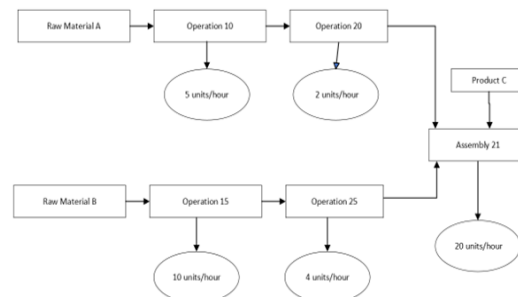 Raw Material A
Operation 10
Operation 20
5 units/hour
2 units/hour
Product C
Assembly 21
Raw Material B
Operation 15
Operation 25
20 units/hour
10 units/hour
4 units/hour